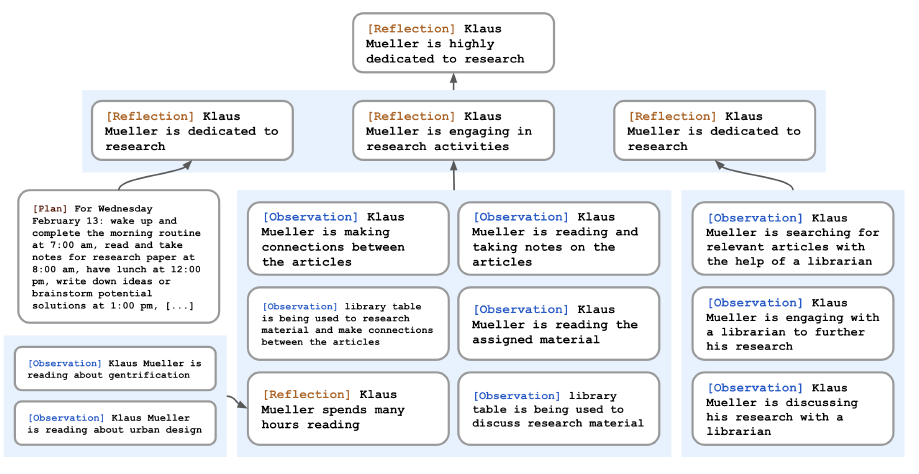 [Reflection] Klaus
Mueller is highly
dedicated to research
[Reflection] Klaus
Mueller is dedicated to
research
[Reflection] Klaus
Mueller is engaging in
research activities
[Reflection] Klaus
Mueller is dedicated to
research
[Plan] For Wednesday
February 13: wake up and
complete the morning routine
at 7:00 am, read and take
notes for research paper at
8:00 am, have lunch at 12:00
pm, write down ideas or
brainstorm potential
solutions at 1:00 pm, [...]
[Observation] Klaus Mueller is
reading about gentrification
[Observation] Klaus Mueller
is reading about urban design
[Observation] Klaus
Mueller is making
connections between
the articles
[Observation] Klaus
Mueller is reading and
taking notes on the
articles
[Observation] library table
is being used to research
material and make connections
between the articles
[Observation] Klaus
Mueller is reading the
assigned material
[Reflection] Klaus
Mueller spends many
hours reading
[Observation] library
table is being used to
discuss research material
[Observation] Klaus
Mueller is searching for
relevant articles with
the help of a librarian
[Observation] Klaus
Mueller is engaging with
a librarian to further
his research
[Observation] Klaus
Mueller is discussing
his research with a
librarian